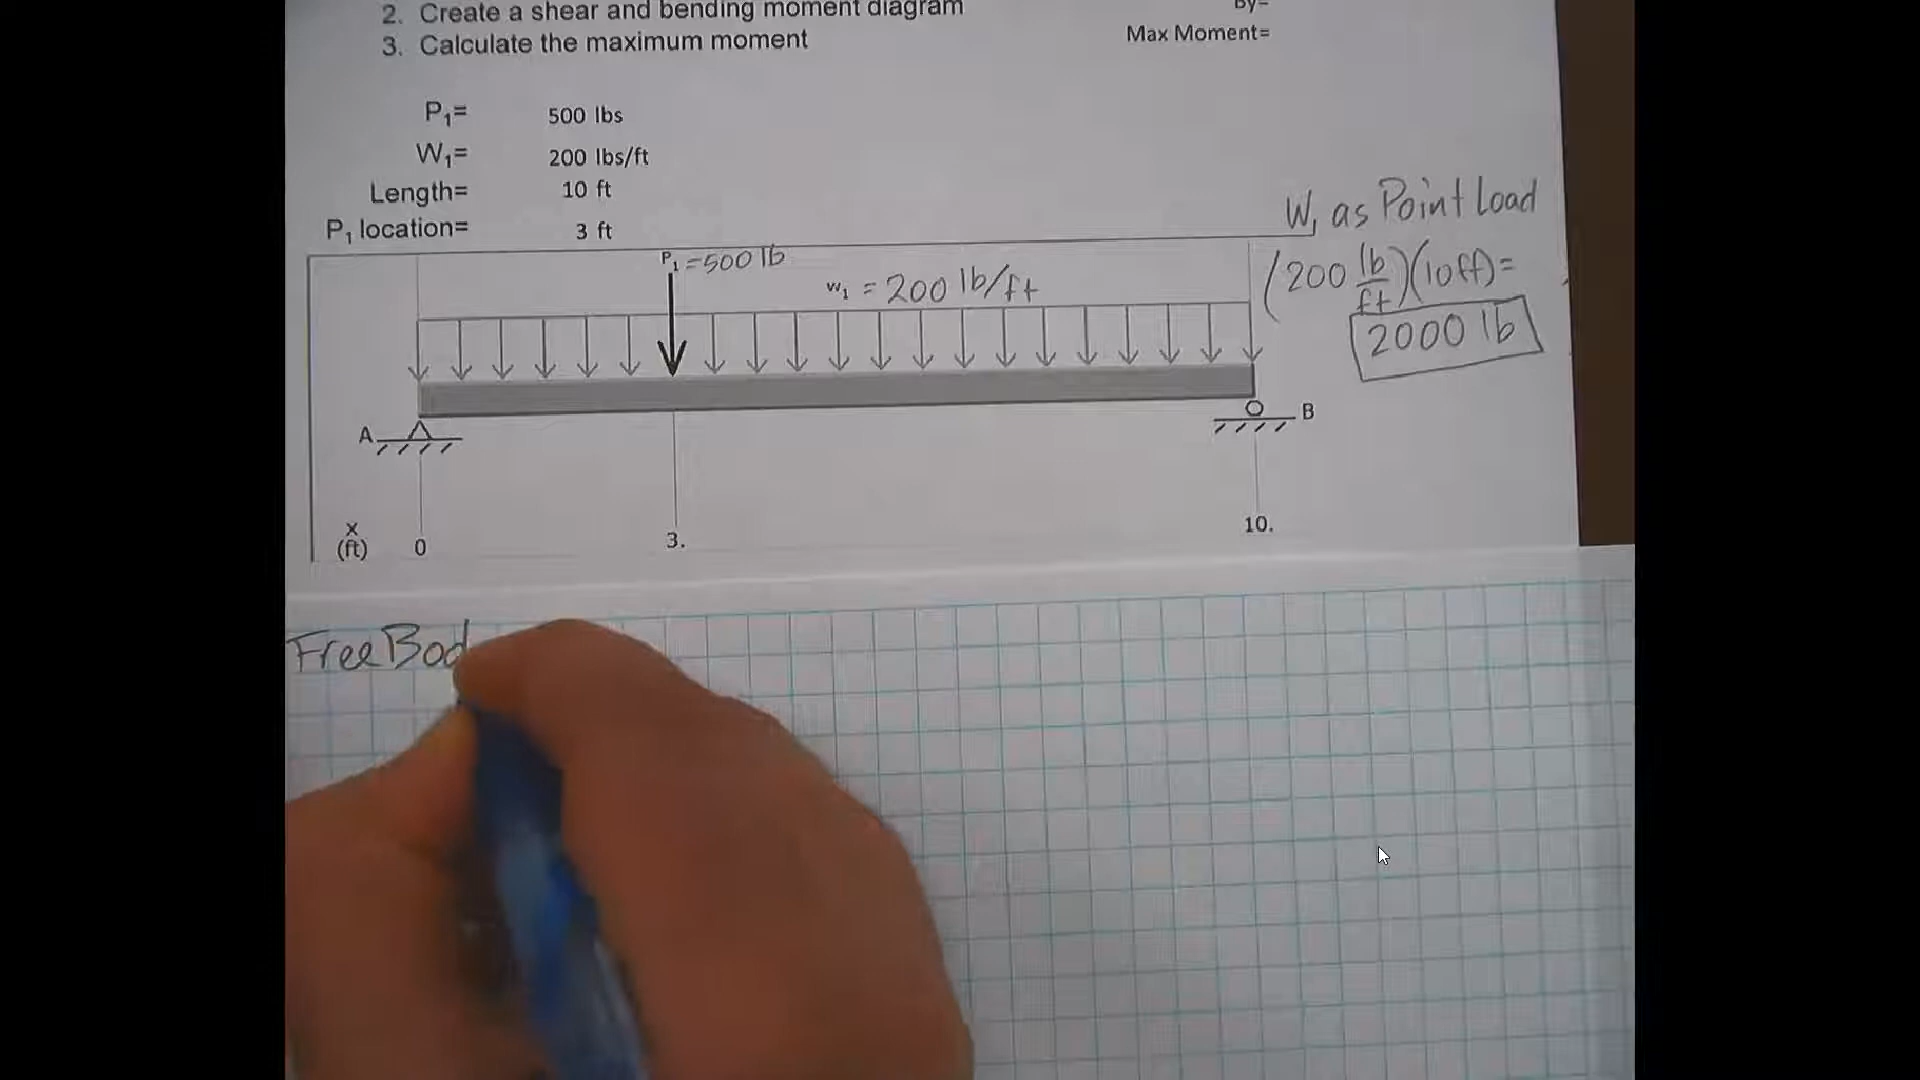 2. Create a shear and bending moment diagram
By=
3. Calculate the maximum moment
Max Moment=
P₁= 500 lbs
W₁= 200 lbs/ft
Length= 10 ft
P₁ location= 3 ft
W₁ as Point Load
(200 lb/ft)(10ft)=
2000 lb
P₁ =500 lb
w₁ = 200 lb/ft
A
B
x
(ft)
0
3.
10.
Free Bod